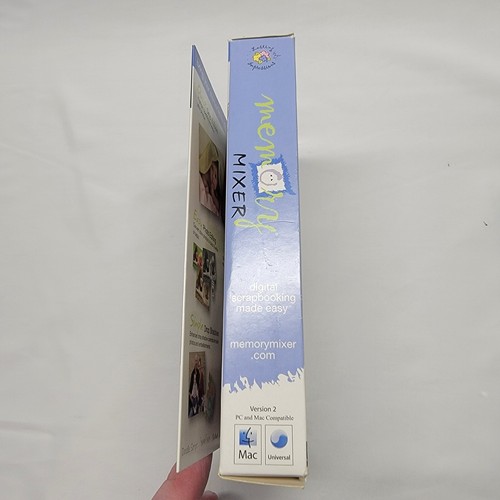 memory
MIXER
digital
scrapbooking
made easy
memorymixer
.com
Version 2
PC and Mac Compatible
Mac
Universal